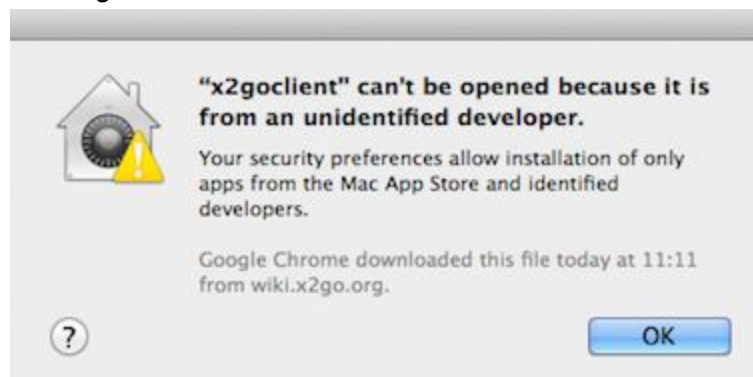 “x2goclient” can’t be opened because it is
from an unidentified developer.
Your security preferences allow installation of only
apps from the Mac App Store and identified
developers.
Google Chrome downloaded this file today at 11:11
from wiki.x2go.org.
?
OK